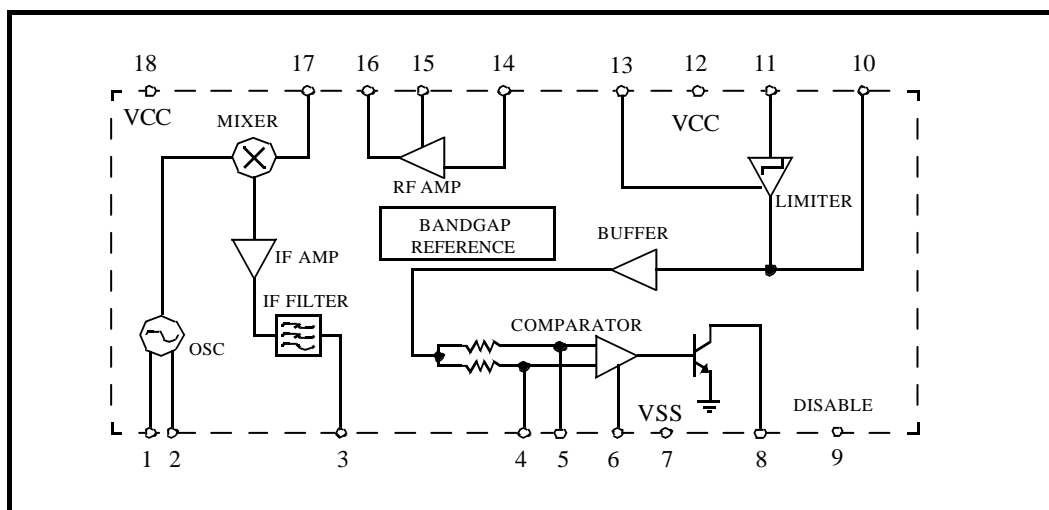 18 17 16 15 14 13 12 11 10
VCC MIXER VCC
RF AMP LIMITER
BANDGAP
REFERENCE
BUFFER
IF AMP
IF FILTER
COMPARATOR
OSC
VSS DISABLE
1 2 3 4 5 6 7 8 9